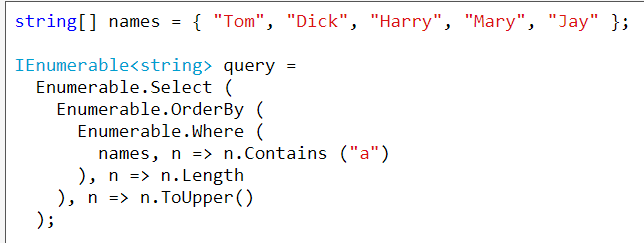 string[] names = { "Tom", "Dick", "Harry", "Mary", "Jay" };
IEnumerable<string> query =
Enumerable.Select (
Enumerable.OrderBy (
Enumerable.Where (
names, n => n.Contains ("a")
), n => n.Length
), n => n.ToUpper()
);